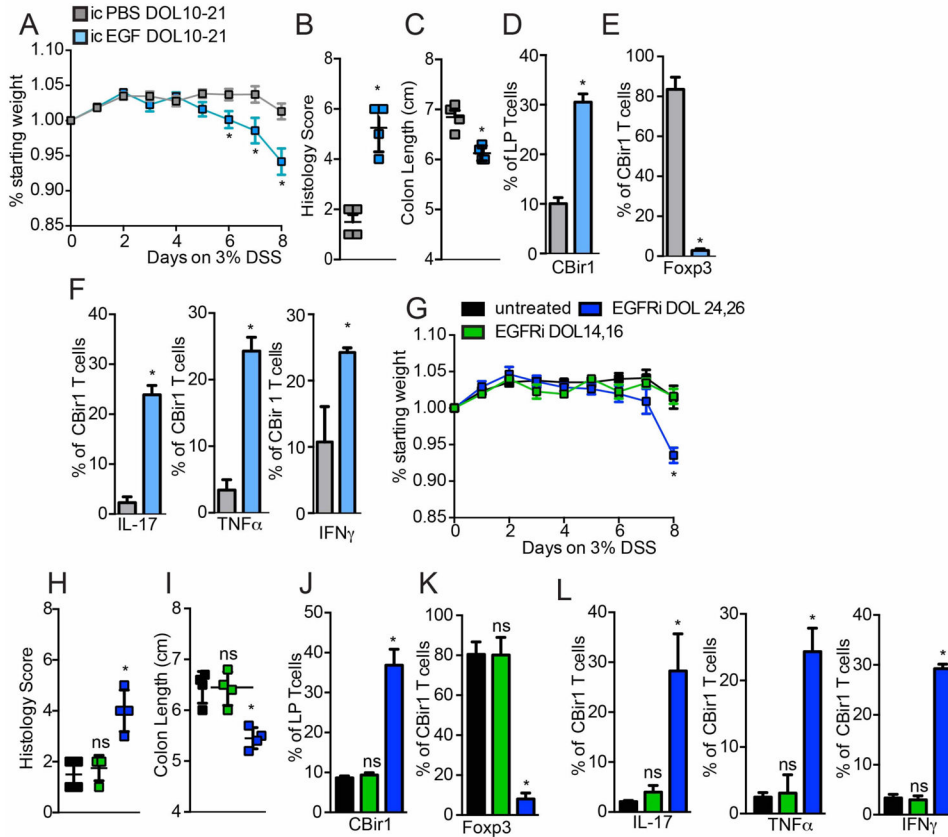 ic PBS DOL10-21
ic EGF DOL10-21
A
% starting weight
1.10
1.05
1.00
0.95
0.90
0.85
0 2 4 6 8
Days on 3% DSS
* * *
B
Histology Score
8
6
4
2
0
*
C
Colon Length (cm)
8
7
6
5
4
*
D
% of LP Tcells
40
30
20
10
0
*
CBir1
E
% of CBir1 T cells
100
80
60
40
20
0
*
Foxp3
F
% of CBir1 T cells
40
30
20
10
0
*
IL-17
% of CBir1 T cells
30
20
10
0
*
TNFα
% of CBir 1 T cells
30
20
10
0
*
IFNγ
G
untreated
EGFRi DOL 24,26
EGFRi DOL14,16
% starting weight
1.10
1.05
1.00
0.95
0.90
0.85
0 2 4 6 8
Days on 3% DSS
*
H
Histology Score
8
6
4
2
0
ns
*
I
Colon Length (cm)
8
7
6
5
4
ns
*
J
% of LP Tcells
50
40
30
20
10
0
ns
*
CBir1
K
% of CBir1 T cells
100
80
60
40
20
0
ns
*
Foxp3
L
% of CBir1 T cells
40
30
20
10
0
ns
*
IL-17
% of CBir1 T cells
30
20
10
0
ns
*
TNFα
% of CBir1 T cells
40
30
20
10
0
ns
*
IFNγ